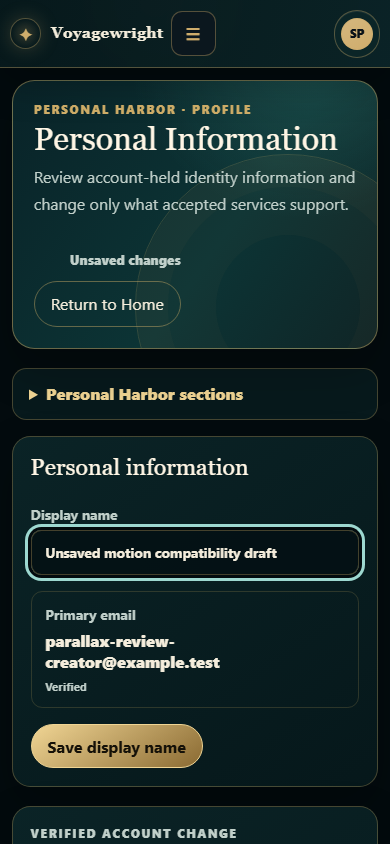 Voyagewright
SP
PERSONAL HARBOR · PROFILE
Personal Information
Review account-held identity information and
change only what accepted services support.
Unsaved changes
Return to Home
Personal Harbor sections
Personal information
Display name
Unsaved motion compatibility draft
Primary email
parallax-review-
creator@example.test
Verified
Save display name
VERIFIED ACCOUNT CHANGE